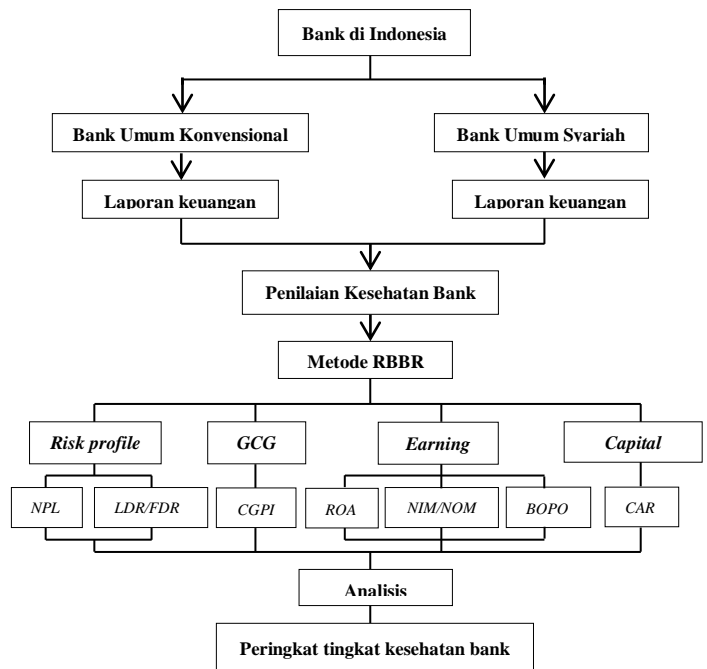 Bank di Indonesia
Bank Umum Konvensional
Bank Umum Syariah
Laporan keuangan
Laporan keuangan
Penilaian Kesehatan Bank
Metode RBBR
Risk profile
GCG
Earning
Capital
NPL
LDR/FDR
CGPI
ROA
NIM/NOM
BOPO
CAR
Analisis
Peringkat tingkat kesehatan bank